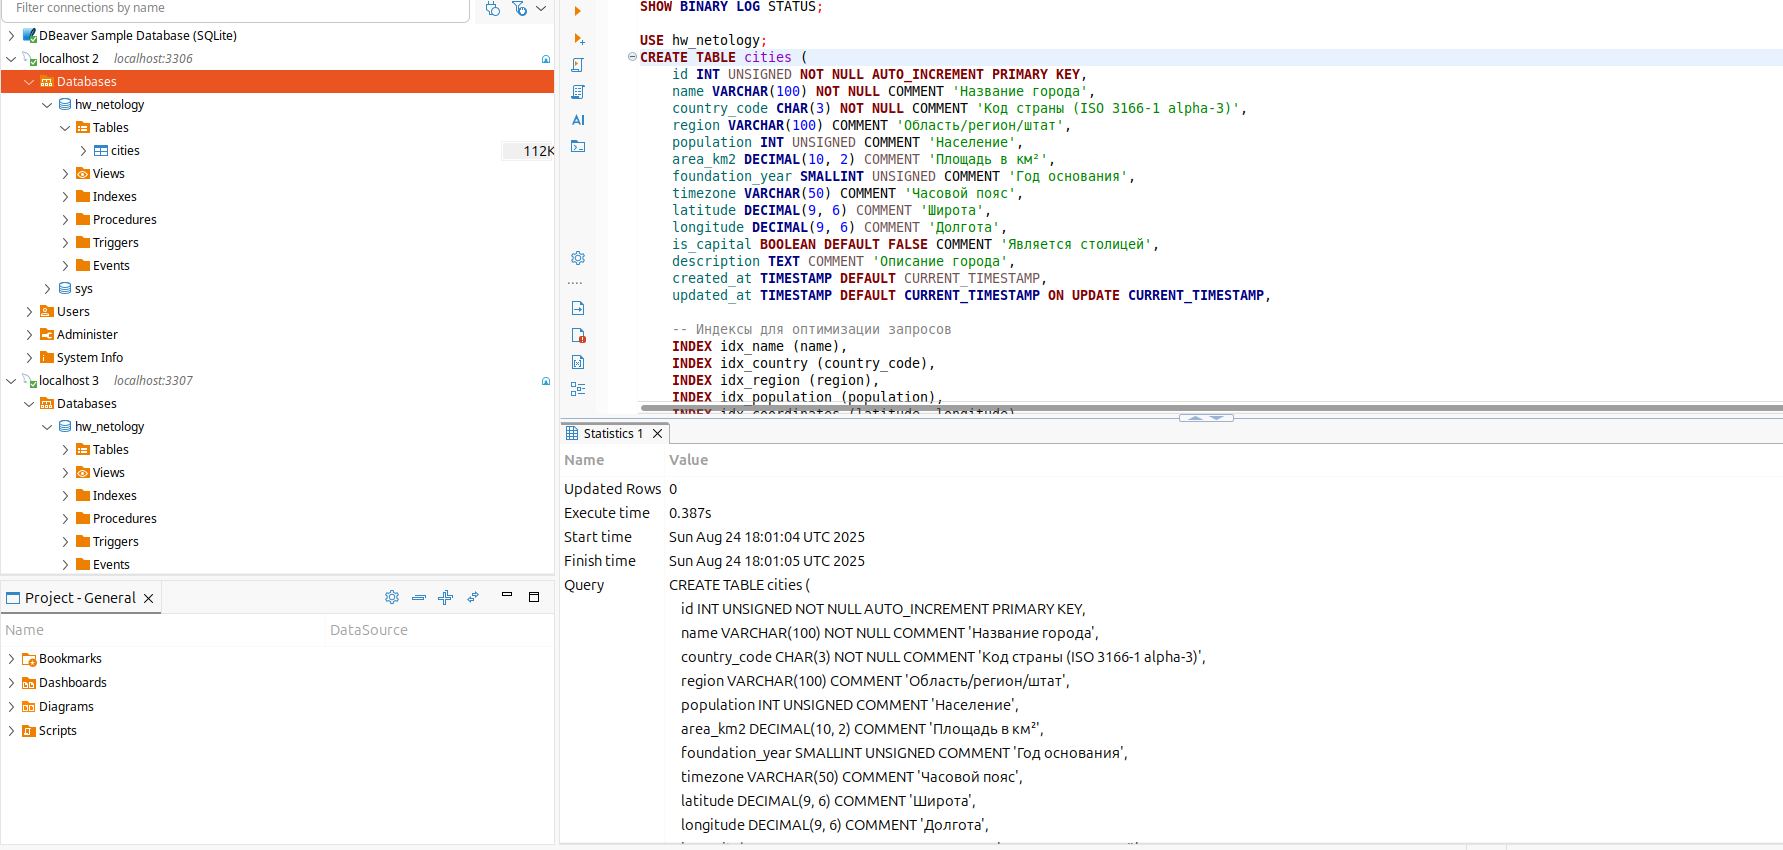 Filter connections by name
DBeaver Sample Database (SQLite)
localhost 2 localhost:3306
Databases
hw_netology
Tables
cities
112K
Views
Indexes
Procedures
Triggers
Events
sys
Users
Administer
System Info
localhost 3 localhost:3307
Databases
hw_netology
Tables
Views
Indexes
Procedures
Triggers
Events
Project - General
Name DataSource
Bookmarks
Dashboards
Diagrams
Scripts
AI
SHOW BINARY LOG STATUS;
USE hw_netology;
CREATE TABLE cities (
id INT UNSIGNED NOT NULL AUTO_INCREMENT PRIMARY KEY,
name VARCHAR(100) NOT NULL COMMENT 'Название города',
country_code CHAR(3) NOT NULL COMMENT 'Код страны (ISO 3166-1 alpha-3)',
region VARCHAR(100) COMMENT 'Область/регион/штат',
population INT UNSIGNED COMMENT 'Население',
area_km2 DECIMAL(10, 2) COMMENT 'Площадь в км²',
foundation_year SMALLINT UNSIGNED COMMENT 'Год основания',
timezone VARCHAR(50) COMMENT 'Часовой пояс',
latitude DECIMAL(9, 6) COMMENT 'Широта',
longitude DECIMAL(9, 6) COMMENT 'Долгота',
is_capital BOOLEAN DEFAULT FALSE COMMENT 'Является столицей',
description TEXT COMMENT 'Описание города',
created_at TIMESTAMP DEFAULT CURRENT_TIMESTAMP,
updated_at TIMESTAMP DEFAULT CURRENT_TIMESTAMP ON UPDATE CURRENT_TIMESTAMP,
-- Индексы для оптимизации запросов
INDEX idx_name (name),
INDEX idx_country (country_code),
INDEX idx_region (region),
INDEX idx_population (population),
INDEX idx_coordinates (latitude, longitude)
Statistics 1
Name Value
Updated Rows 0
Execute time 0.387s
Start time Sun Aug 24 18:01:04 UTC 2025
Finish time Sun Aug 24 18:01:05 UTC 2025
Query CREATE TABLE cities (
id INT UNSIGNED NOT NULL AUTO_INCREMENT PRIMARY KEY,
name VARCHAR(100) NOT NULL COMMENT 'Название города',
country_code CHAR(3) NOT NULL COMMENT 'Код страны (ISO 3166-1 alpha-3)',
region VARCHAR(100) COMMENT 'Область/регион/штат',
population INT UNSIGNED COMMENT 'Население',
area_km2 DECIMAL(10, 2) COMMENT 'Площадь в км²',
foundation_year SMALLINT UNSIGNED COMMENT 'Год основания',
timezone VARCHAR(50) COMMENT 'Часовой пояс',
latitude DECIMAL(9, 6) COMMENT 'Широта',
longitude DECIMAL(9, 6) COMMENT 'Долгота',